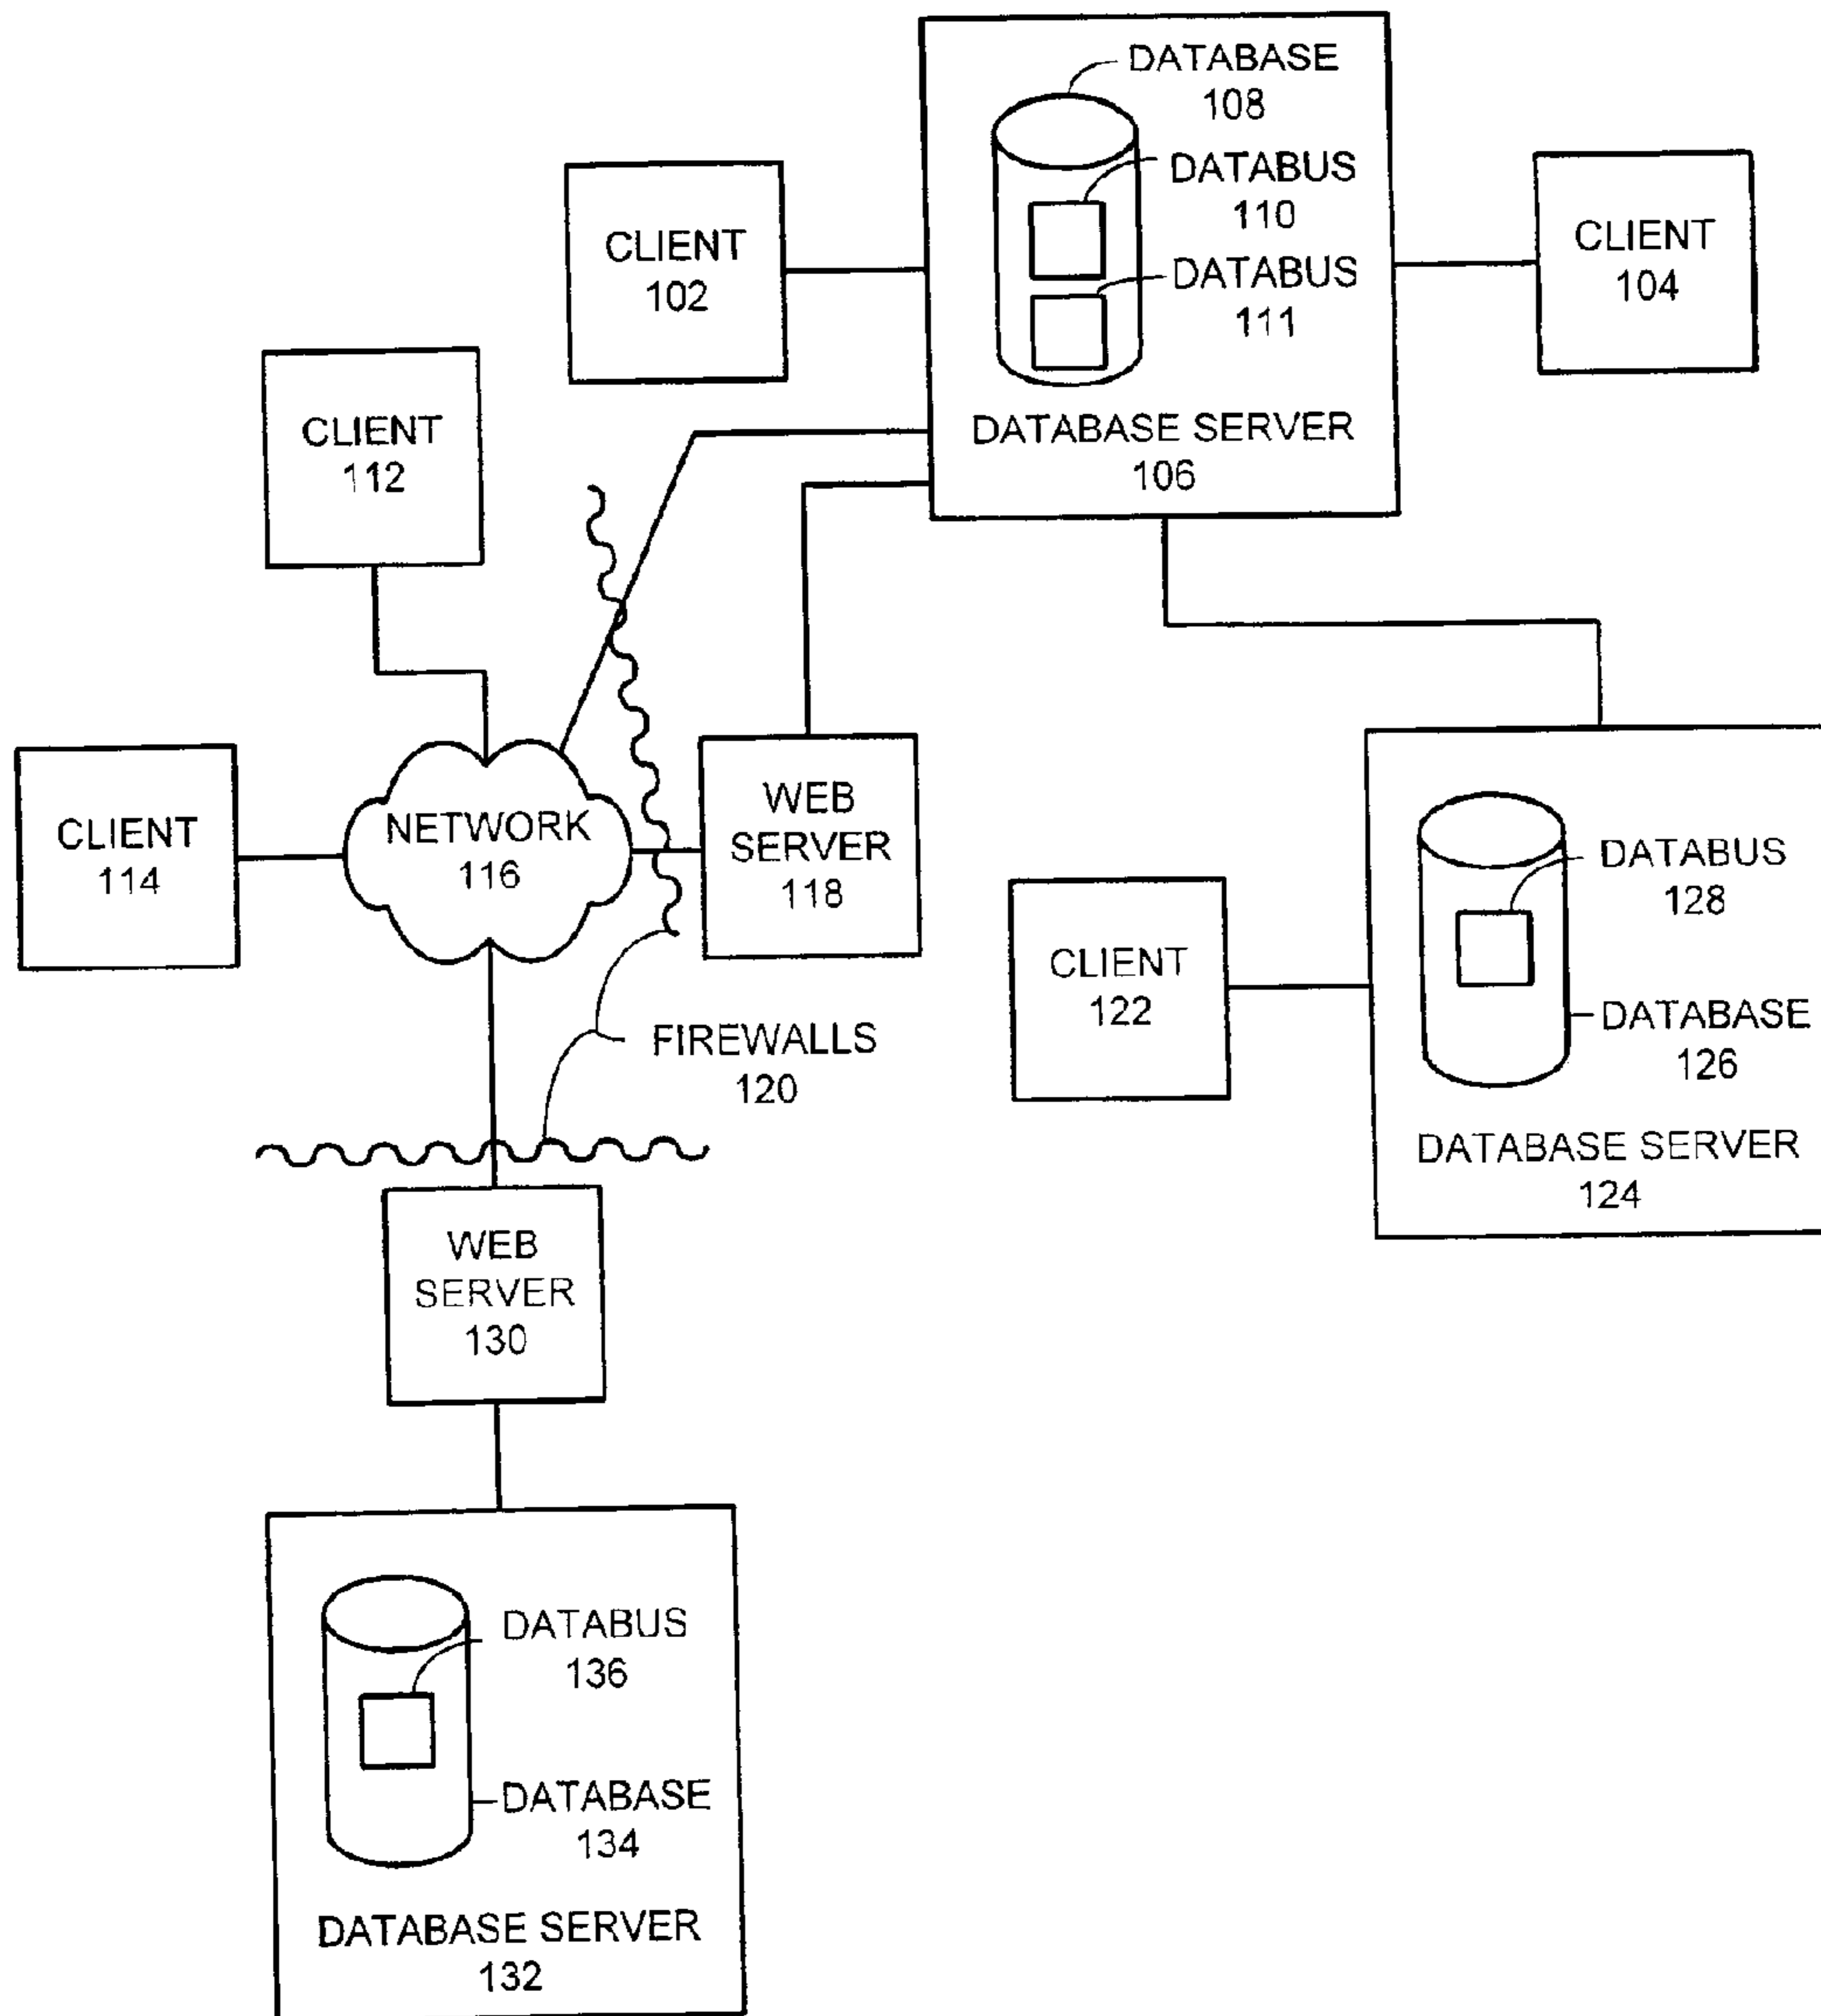 DATABASE
108
DATABUS
110
DATABUS
111
DATABASE SERVER
106
CLIENT
102
CLIENT
104
CLIENT
112
CLIENT
114
NETWORK
116
WEB
SERVER
118
FIREWALLS
120
CLIENT
122
DATABUS
128
DATABASE
126
DATABASE SERVER
124
WEB
SERVER
130
DATABUS
136
DATABASE
134
DATABASE SERVER
132